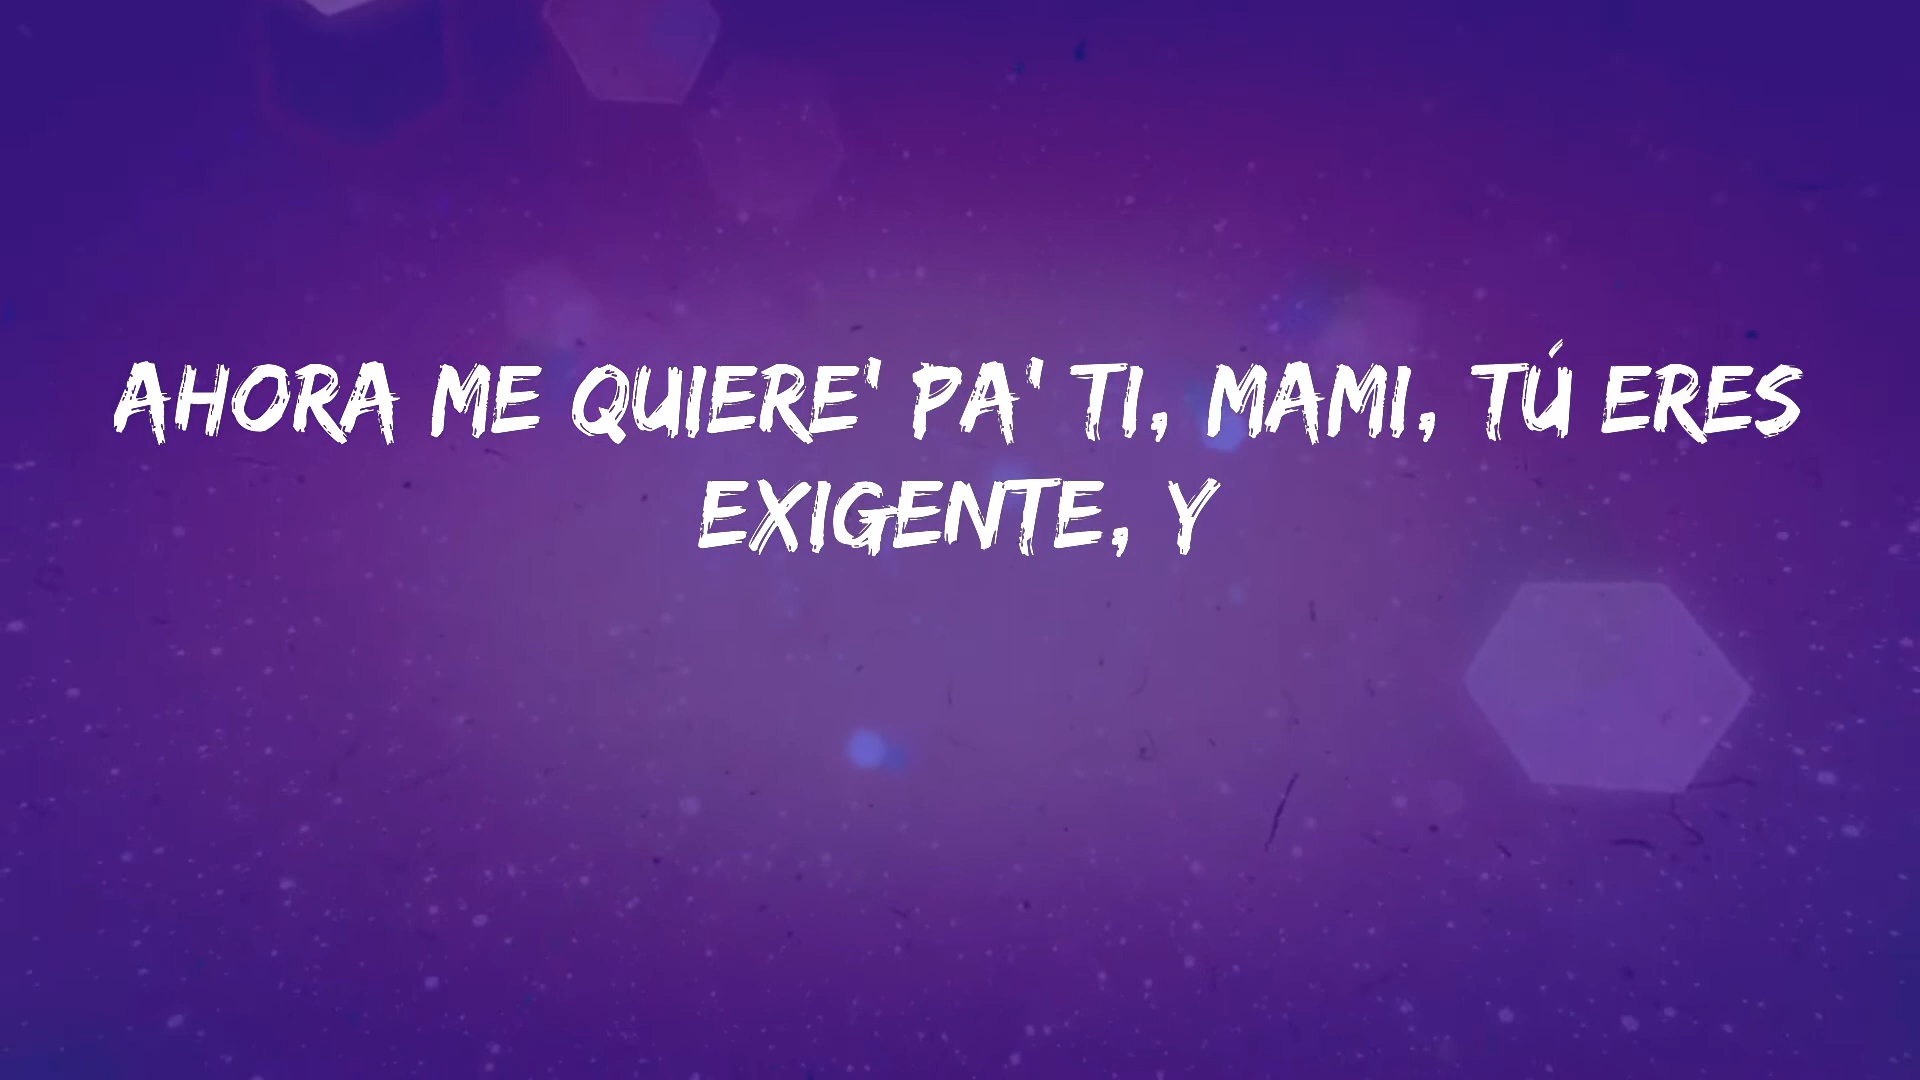 AHORA ME QUIERE' PA' TI, MAMI, TÚ ERES
EXIGENTE, Y